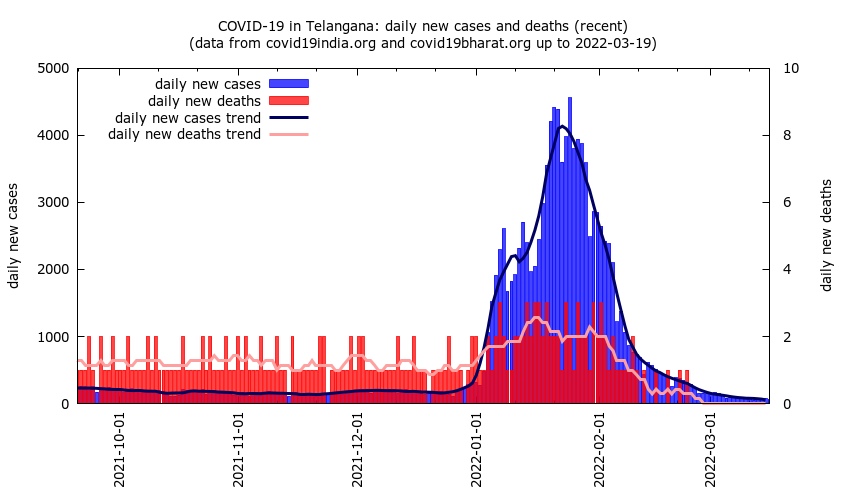 COVID-19 in Telangana: daily new cases and deaths (recent)
(data from covid19india.org and covid19bharat.org up to 2022-03-19)
daily new cases
daily new deaths
daily new cases trend
daily new deaths trend
5000
4000
3000
2000
1000
0
daily new cases
10
8
6
4
2
0
daily new deaths
2021-10-01
2021-11-01
2021-12-01
2022-01-01
2022-02-01
2022-03-01